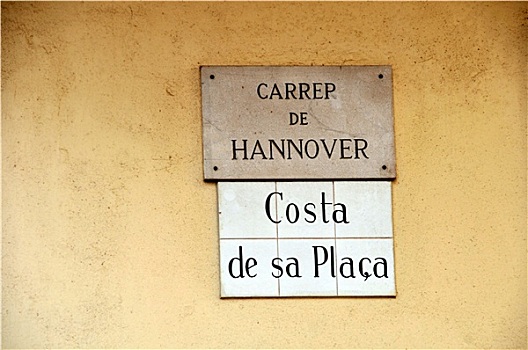 CARREP
DE
HANNOVER
Costa
de sa Plaça